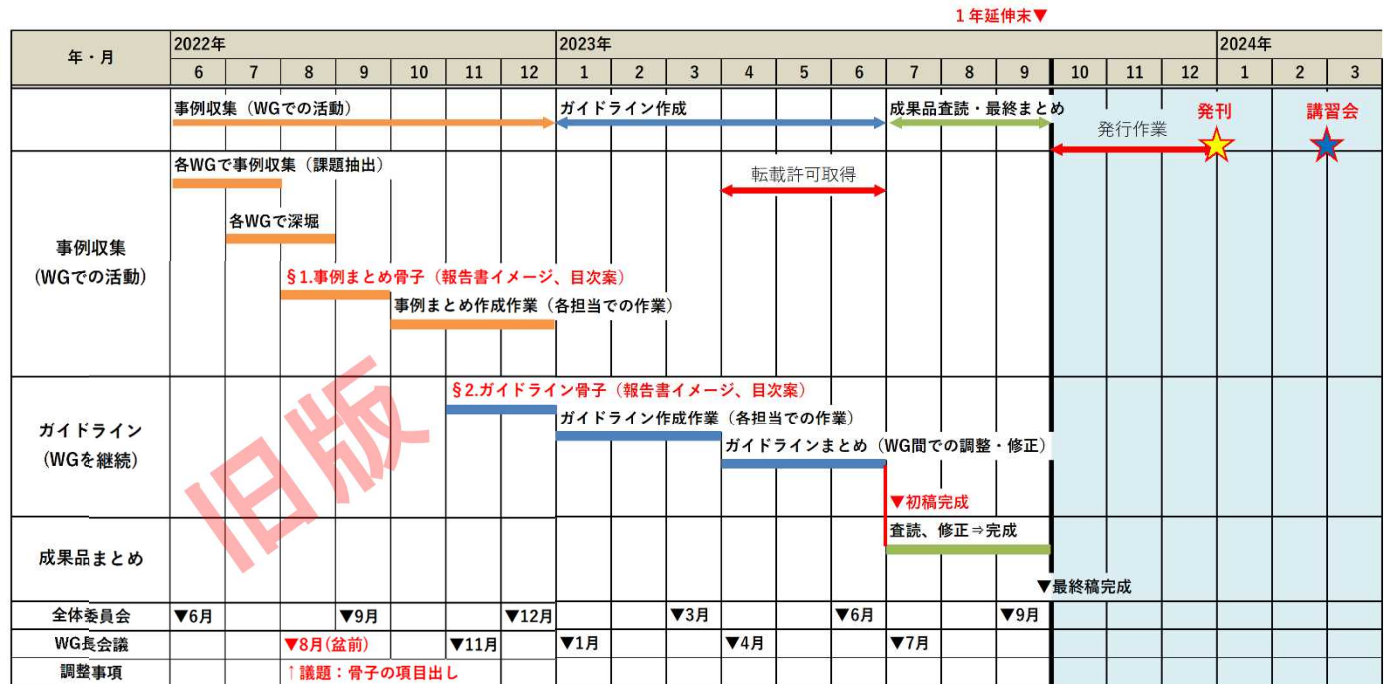 1年延伸末▼
年・月
2022年 2023年 2024年
6 7 8 9 10 11 12 1 2 3 4 5 6 7 8 9 10 11 12 1 2 3
事例収集（WGでの活動） ガイドライン作成 成果品査読・最終まとめ 発刊 講習会
発行作業
各WGで事例収集（課題抽出）
転載許可取得
各WGで深堀
事例収集
(WGでの活動)
§1.事例まとめ骨子（報告書イメージ、目次案）
事例まとめ作成作業（各担当での作業）
§2.ガイドライン骨子（報告書イメージ、目次案）
ガイドライン作成作業（各担当での作業）
ガイドライン
(WGを継続)
ガイドラインまとめ（WG間での調整・修正）
旧版
▼初稿完成
査読、修正⇒完成
成果品まとめ
▼最終稿完成
全体委員会 ▼6月 ▼9月 ▼12月 ▼3月 ▼6月 ▼9月
WG長会議 ▼8月(盆前) ▼11月 ▼1月 ▼4月 ▼7月
調整事項 ↑議題：骨子の項目出し